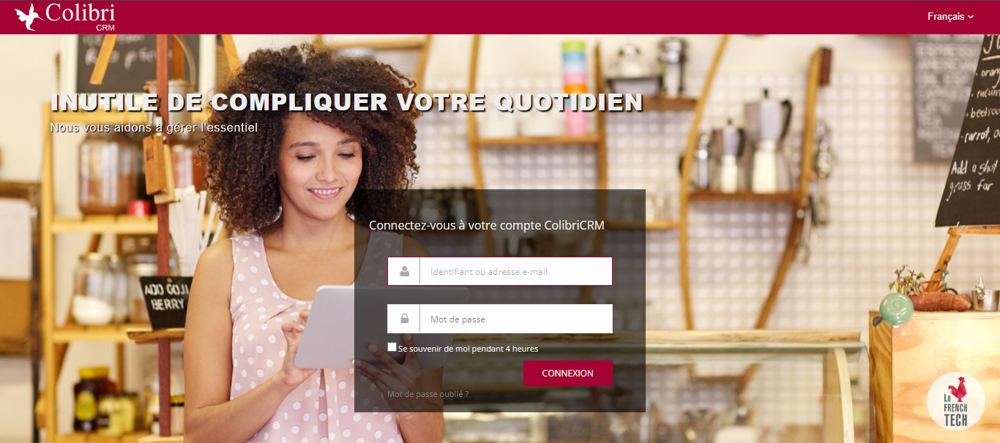 Colibri
CRM
Français
INUTILE DE COMPLIQUER VOTRE QUOTIDIEN
Nous vous aidons à gérer l'essentiel
Connectez-vous à votre compte ColibriCRM
Identifiant ou adresse e-mail
Mot de passe
Se souvenir de moi pendant 4 heures
CONNEXION
Mot de passe oublié ?
ADD GOJI
BERRY
beetroo
carrot, o
Add a shot
grass for
La
FRENCH
TECH